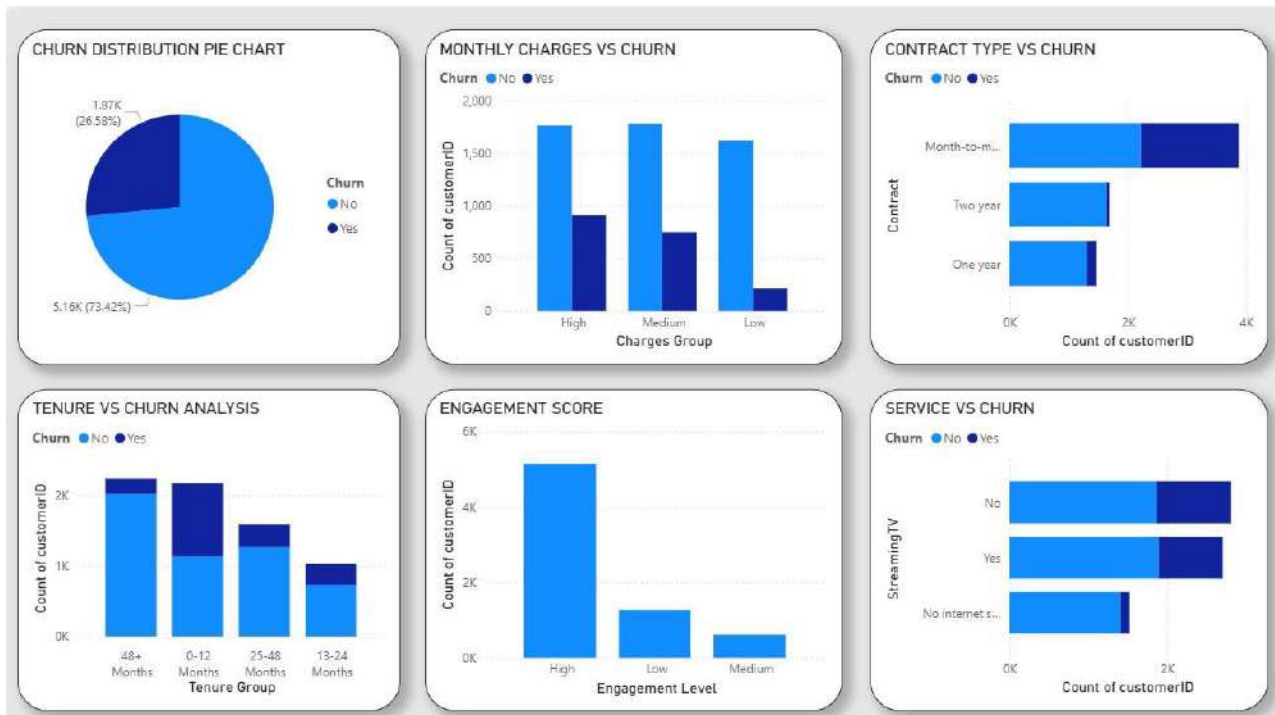 CHURN DISTRIBUTION PIE CHART
1.87K
(26.58%)
5.16K (73.42%)
Churn
No
Yes
MONTHLY CHARGES VS CHURN
Churn No Yes
Count of customerID
2,000
1,500
1,000
500
0
High Medium Low
Charges Group
CONTRACT TYPE VS CHURN
Churn No Yes
Contract
Month-to-m...
Two year
One year
0K 2K 4K
Count of customerID
TENURE VS CHURN ANALYSIS
Churn No Yes
Count of customerID
2K
1K
0K
48+ 0-12 25-48 13-24
Months Months Months Months
Tenure Group
ENGAGEMENT SCORE
Count of customerID
6K
4K
2K
0K
High Low Medium
Engagement Level
SERVICE VS CHURN
Churn No Yes
StreamingTV
No
Yes
No internet s...
0K 2K
Count of customerID